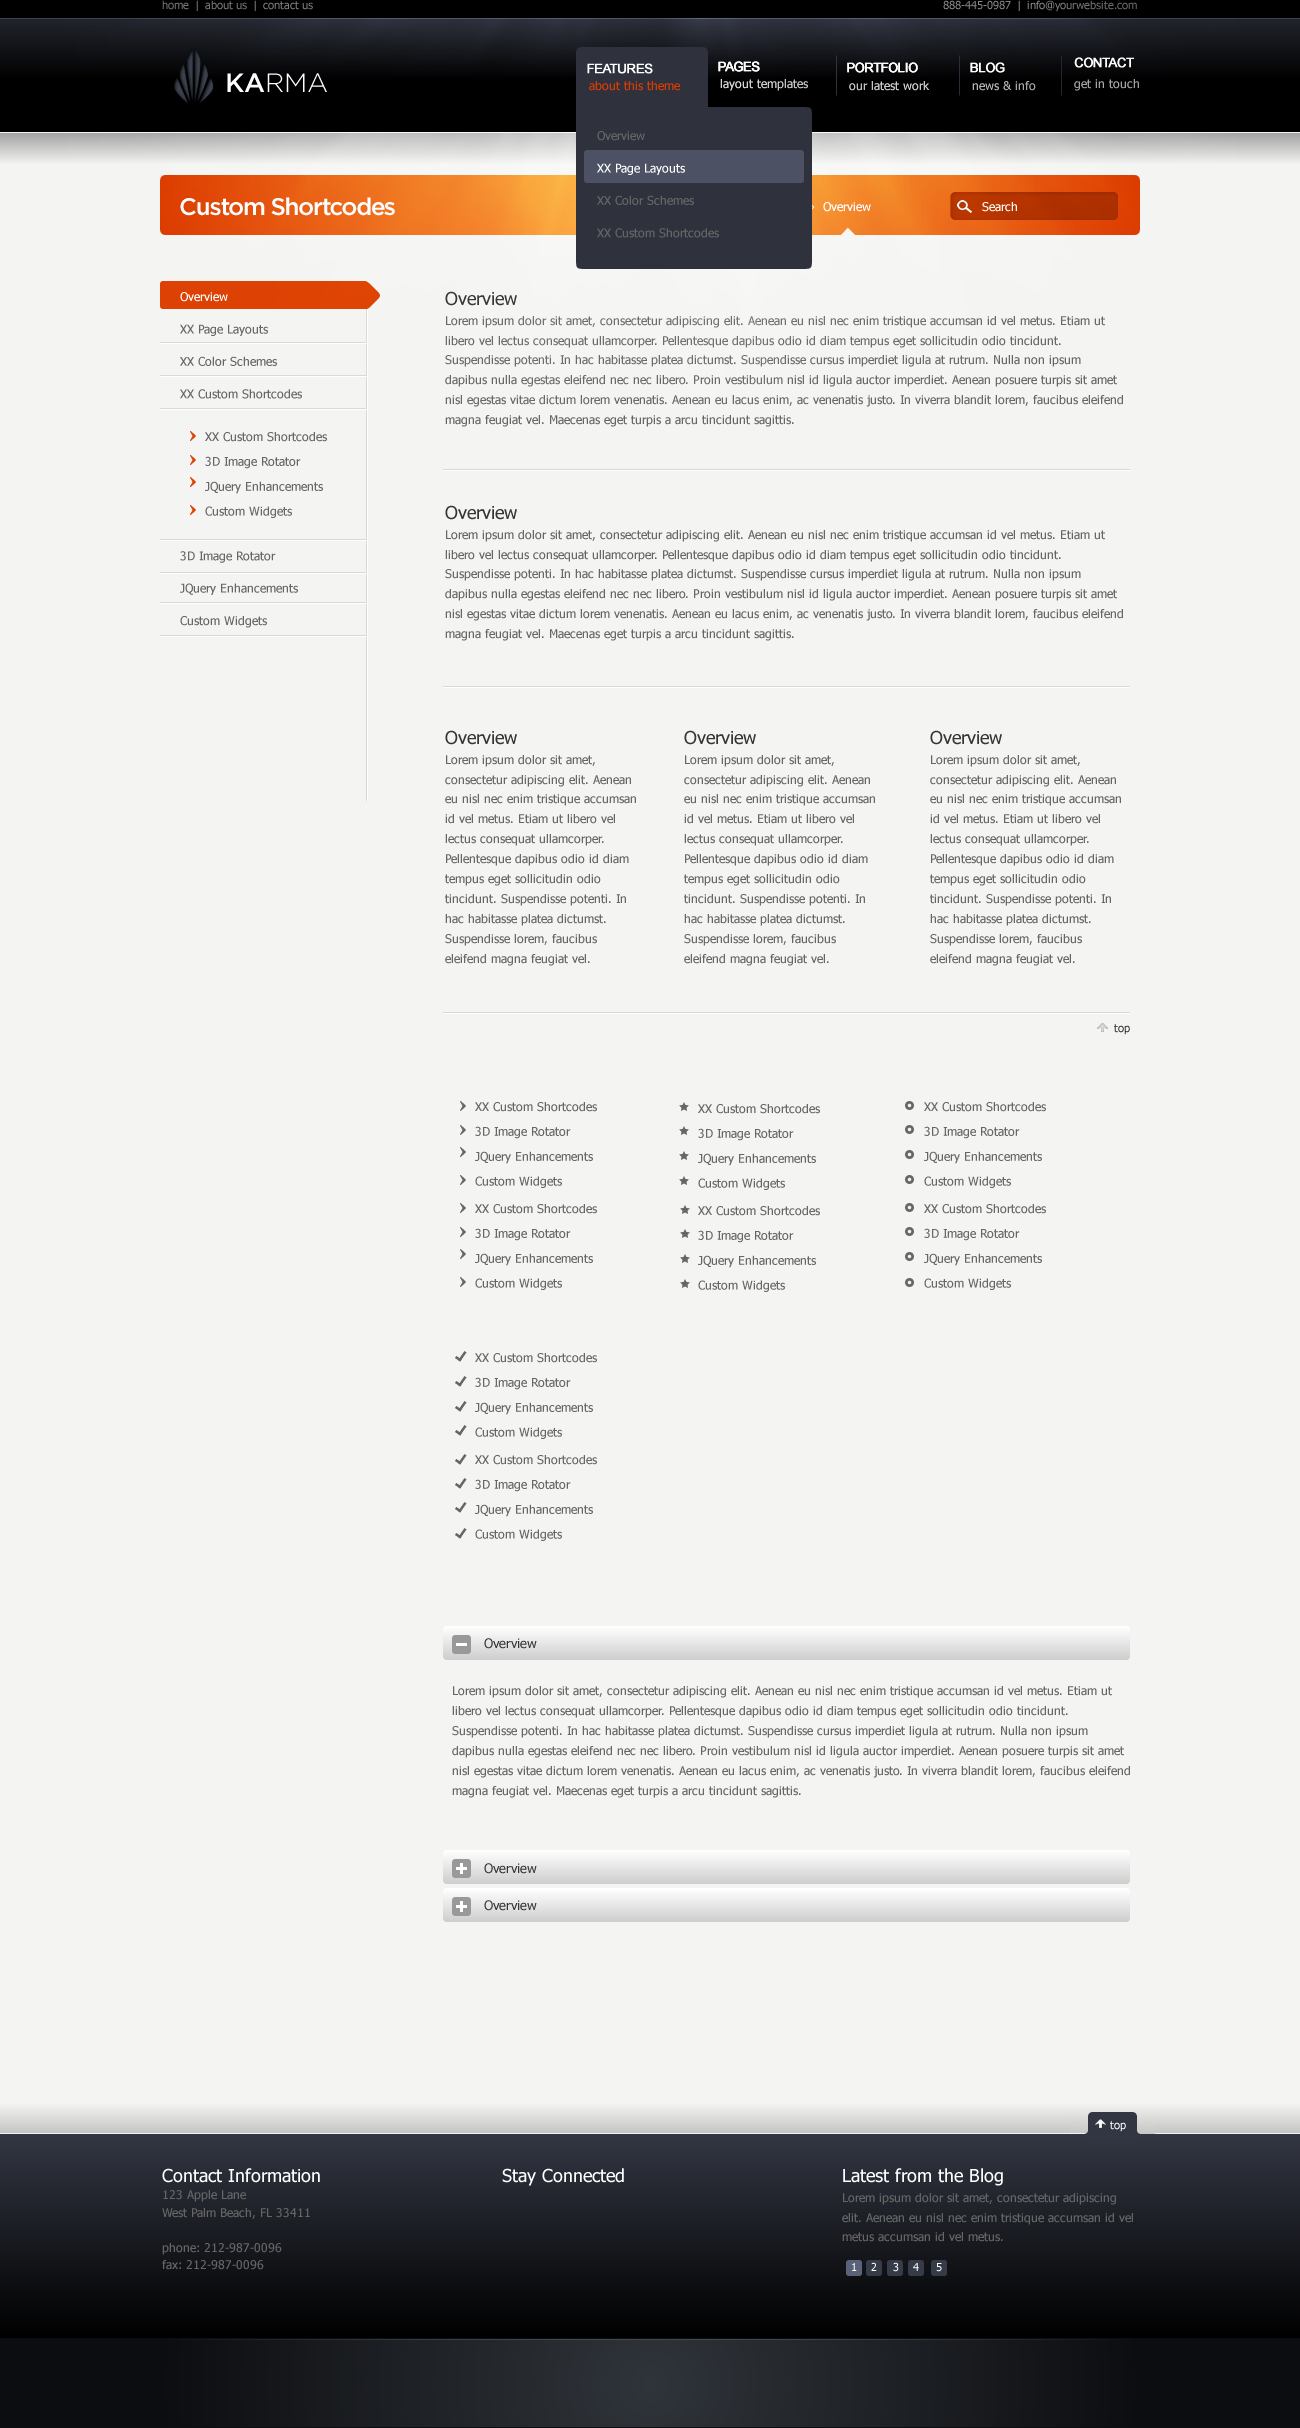 home | about us | contact us
888-445-0987 | info@yourwebsite.com
KARMA
FEATURES
about this theme
PAGES
layout templates
PORTFOLIO
our latest work
BLOG
news & info
CONTACT
get in touch
Overview
XX Page Layouts
XX Color Schemes
XX Custom Shortcodes
Custom Shortcodes
Overview
Search
Overview
XX Page Layouts
XX Color Schemes
XX Custom Shortcodes
XX Custom Shortcodes
3D Image Rotator
JQuery Enhancements
Custom Widgets
3D Image Rotator
JQuery Enhancements
Custom Widgets
Overview
Lorem ipsum dolor sit amet, consectetur adipiscing elit. Aenean eu nisl nec enim tristique accumsan id vel metus. Etiam ut
libero vel lectus consequat ullamcorper. Pellentesque dapibus odio id diam tempus eget sollicitudin odio tincidunt.
Suspendisse potenti. In hac habitasse platea dictumst. Suspendisse cursus imperdiet ligula at rutrum. Nulla non ipsum
dapibus nulla egestas eleifend nec nec libero. Proin vestibulum nisl id ligula auctor imperdiet. Aenean posuere turpis sit amet
nisl egestas vitae dictum lorem venenatis. Aenean eu lacus enim, ac venenatis justo. In viverra blandit lorem, faucibus eleifend
magna feugiat vel. Maecenas eget turpis a arcu tincidunt sagittis.
Overview
Lorem ipsum dolor sit amet, consectetur adipiscing elit. Aenean eu nisl nec enim tristique accumsan id vel metus. Etiam ut
libero vel lectus consequat ullamcorper. Pellentesque dapibus odio id diam tempus eget sollicitudin odio tincidunt.
Suspendisse potenti. In hac habitasse platea dictumst. Suspendisse cursus imperdiet ligula at rutrum. Nulla non ipsum
dapibus nulla egestas eleifend nec nec libero. Proin vestibulum nisl id ligula auctor imperdiet. Aenean posuere turpis sit amet
nisl egestas vitae dictum lorem venenatis. Aenean eu lacus enim, ac venenatis justo. In viverra blandit lorem, faucibus eleifend
magna feugiat vel. Maecenas eget turpis a arcu tincidunt sagittis.
Overview
Lorem ipsum dolor sit amet,
consectetur adipiscing elit. Aenean
eu nisl nec enim tristique accumsan
id vel metus. Etiam ut libero vel
lectus consequat ullamcorper.
Pellentesque dapibus odio id diam
tempus eget sollicitudin odio
tincidunt. Suspendisse potenti. In
hac habitasse platea dictumst.
Suspendisse lorem, faucibus
eleifend magna feugiat vel.
Overview
Lorem ipsum dolor sit amet,
consectetur adipiscing elit. Aenean
eu nisl nec enim tristique accumsan
id vel metus. Etiam ut libero vel
lectus consequat ullamcorper.
Pellentesque dapibus odio id diam
tempus eget sollicitudin odio
tincidunt. Suspendisse potenti. In
hac habitasse platea dictumst.
Suspendisse lorem, faucibus
eleifend magna feugiat vel.
Overview
Lorem ipsum dolor sit amet,
consectetur adipiscing elit. Aenean
eu nisl nec enim tristique accumsan
id vel metus. Etiam ut libero vel
lectus consequat ullamcorper.
Pellentesque dapibus odio id diam
tempus eget sollicitudin odio
tincidunt. Suspendisse potenti. In
hac habitasse platea dictumst.
Suspendisse lorem, faucibus
eleifend magna feugiat vel.
top
XX Custom Shortcodes
3D Image Rotator
JQuery Enhancements
Custom Widgets
XX Custom Shortcodes
3D Image Rotator
JQuery Enhancements
Custom Widgets
XX Custom Shortcodes
3D Image Rotator
JQuery Enhancements
Custom Widgets
XX Custom Shortcodes
3D Image Rotator
JQuery Enhancements
Custom Widgets
XX Custom Shortcodes
3D Image Rotator
JQuery Enhancements
Custom Widgets
XX Custom Shortcodes
3D Image Rotator
JQuery Enhancements
Custom Widgets
XX Custom Shortcodes
3D Image Rotator
JQuery Enhancements
Custom Widgets
XX Custom Shortcodes
3D Image Rotator
JQuery Enhancements
Custom Widgets
Overview
Lorem ipsum dolor sit amet, consectetur adipiscing elit. Aenean eu nisl nec enim tristique accumsan id vel metus. Etiam ut
libero vel lectus consequat ullamcorper. Pellentesque dapibus odio id diam tempus eget sollicitudin odio tincidunt.
Suspendisse potenti. In hac habitasse platea dictumst. Suspendisse cursus imperdiet ligula at rutrum. Nulla non ipsum
dapibus nulla egestas eleifend nec nec libero. Proin vestibulum nisl id ligula auctor imperdiet. Aenean posuere turpis sit amet
nisl egestas vitae dictum lorem venenatis. Aenean eu lacus enim, ac venenatis justo. In viverra blandit lorem, faucibus eleifend
magna feugiat vel. Maecenas eget turpis a arcu tincidunt sagittis.
Overview
Overview
top
Contact Information
123 Apple Lane
West Palm Beach, FL 33411
phone: 212-987-0096
fax: 212-987-0096
Stay Connected
Latest from the Blog
Lorem ipsum dolor sit amet, consectetur adipiscing
elit. Aenean eu nisl nec enim tristique accumsan id vel
metus accumsan id vel metus.
1 2 3 4 5